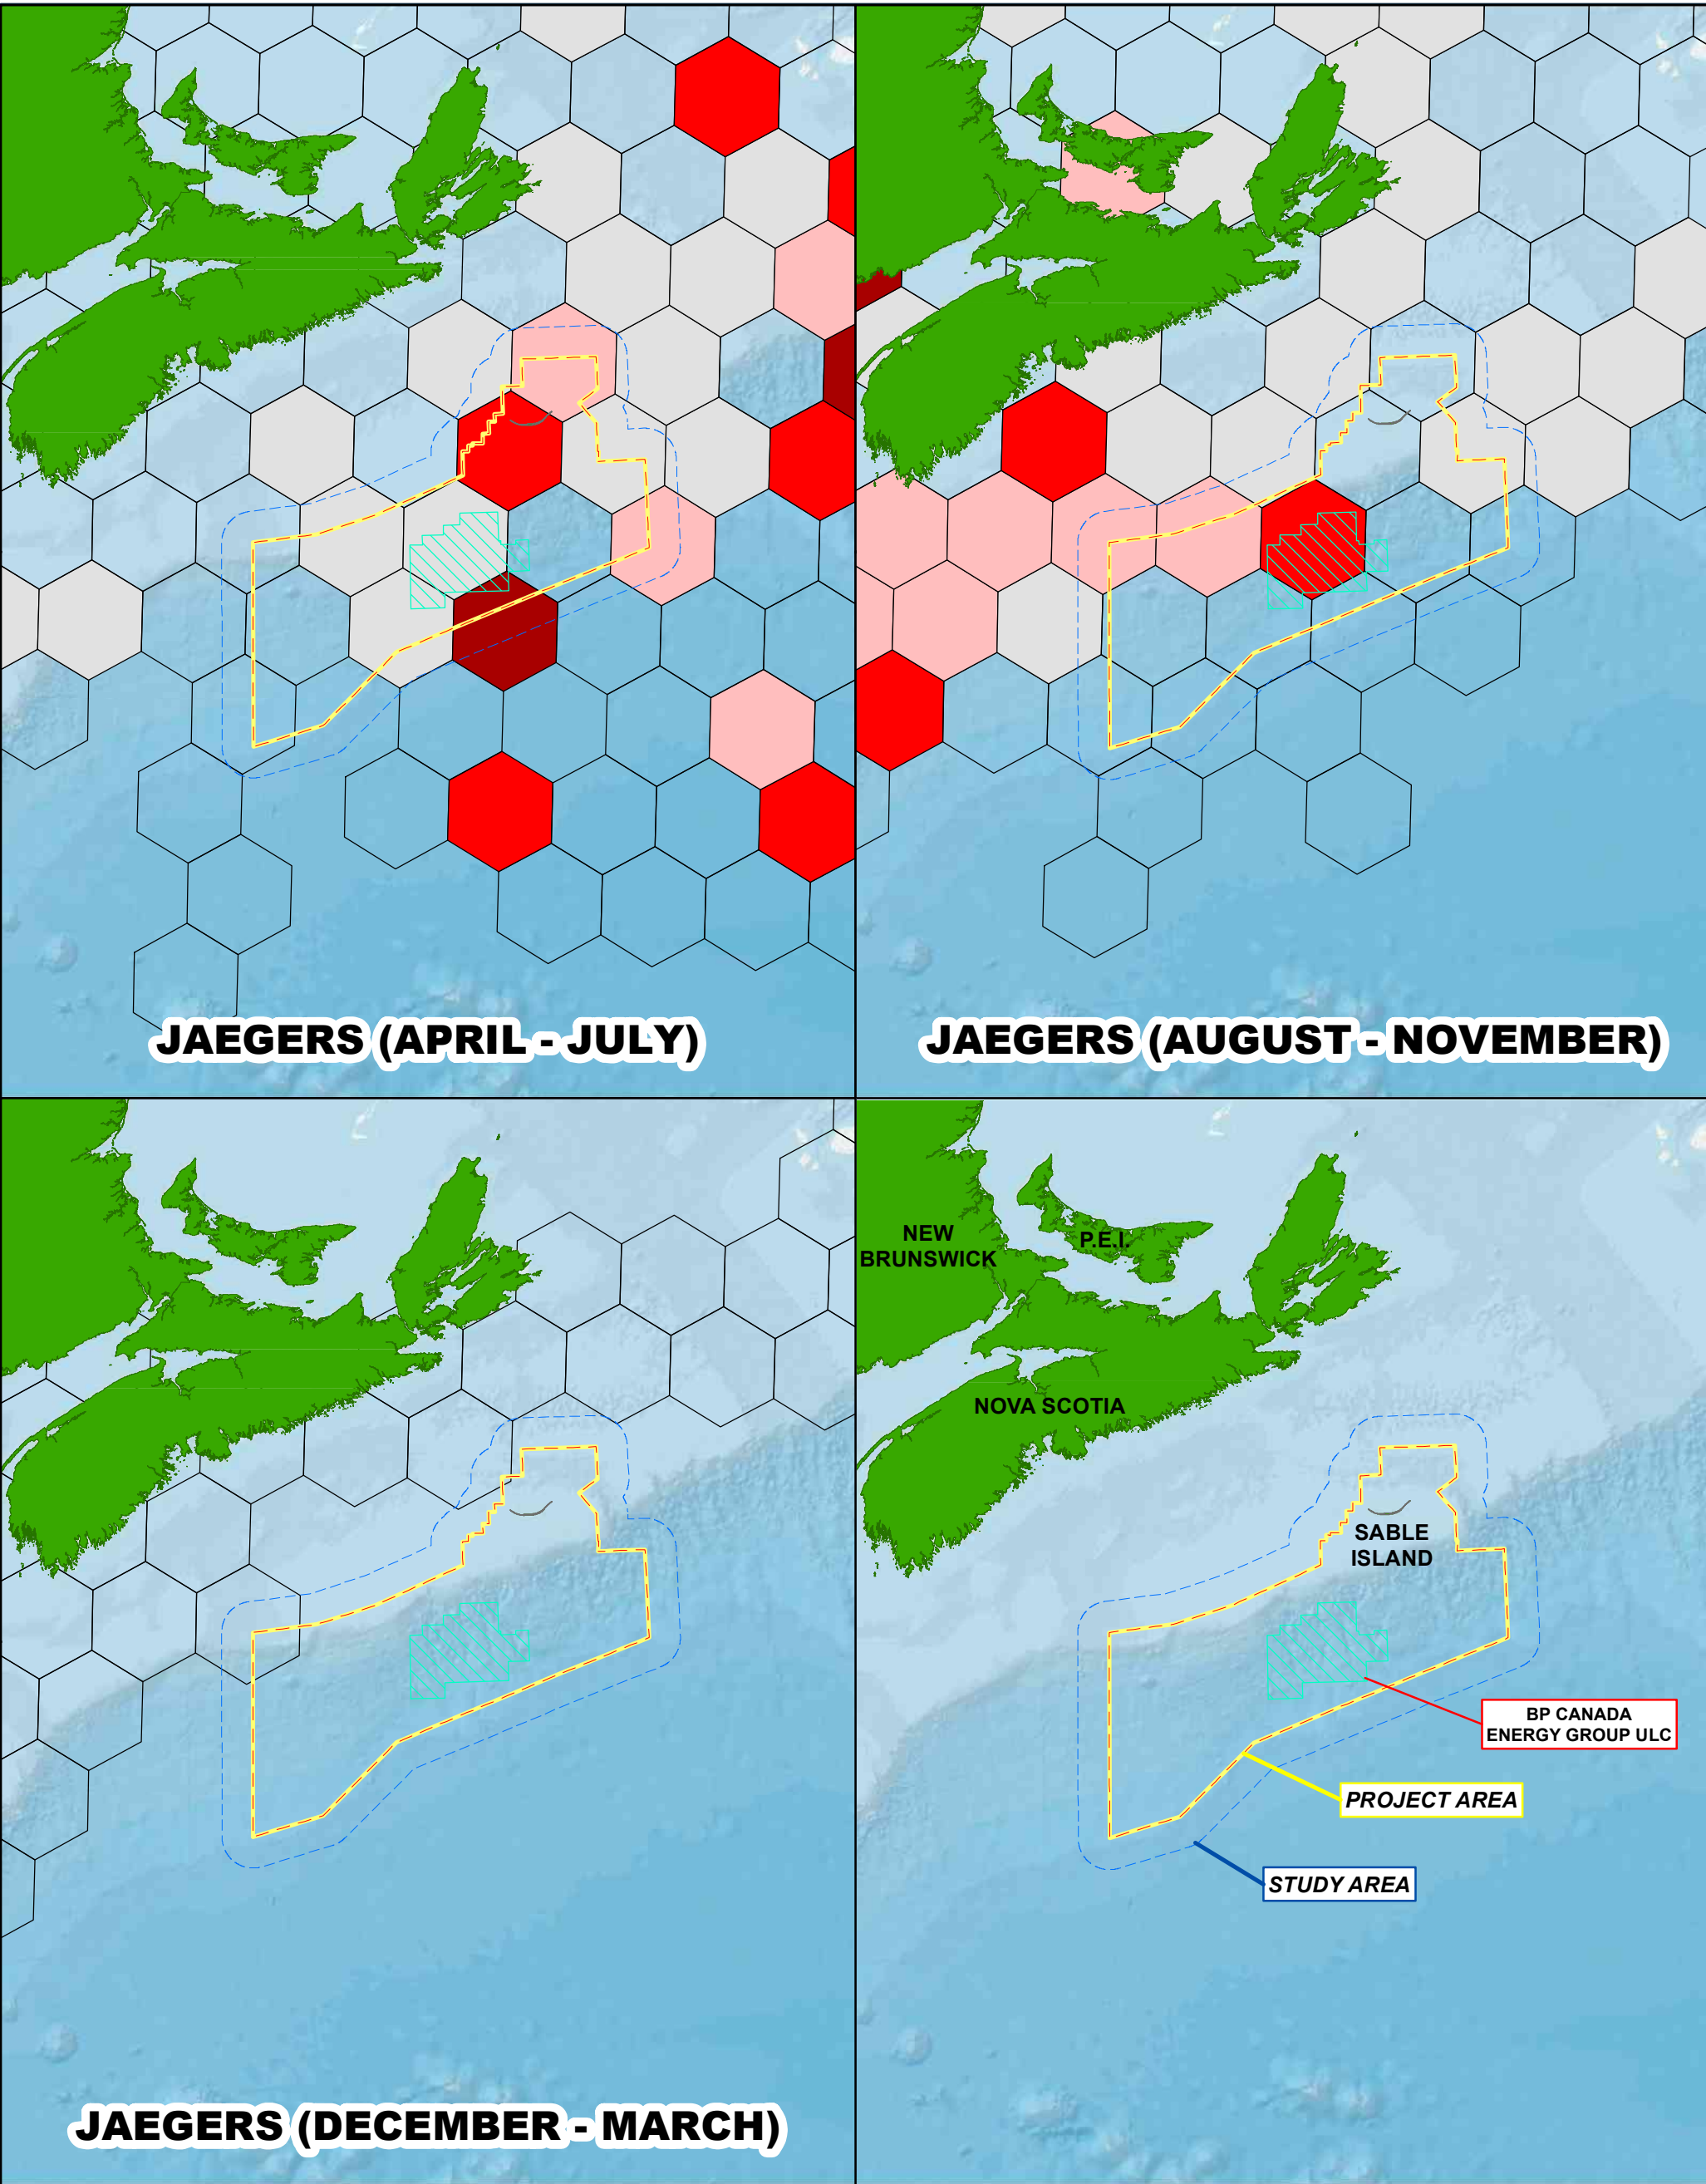 JAEGERS (APRIL - JULY)
JAEGERS (AUGUST - NOVEMBER)
NEW
BRUNSWICK
P.E.I.
NOVA SCOTIA
SABLE
ISLAND
BP CANADA
ENERGY GROUP ULC
PROJECT AREA
STUDY AREA
JAEGERS (DECEMBER - MARCH)